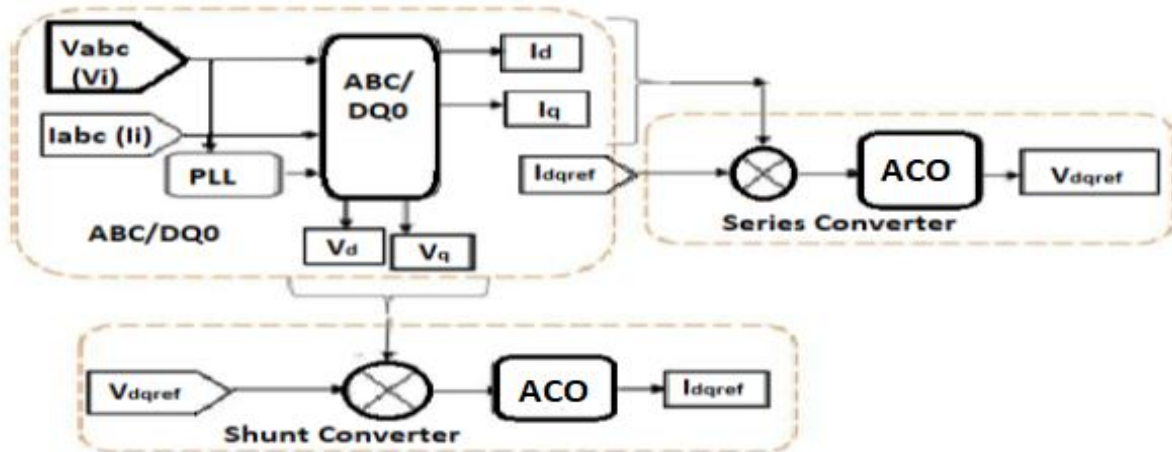 Vabc
(Vi)
Iabc (Ii)
PLL
ABC/
DQ0
Id
Iq
ABC/DQ0
Vd
Vq
Idqref
ACO
Vdqref
Series Converter
Vdqref
ACO
Idqref
Shunt Converter